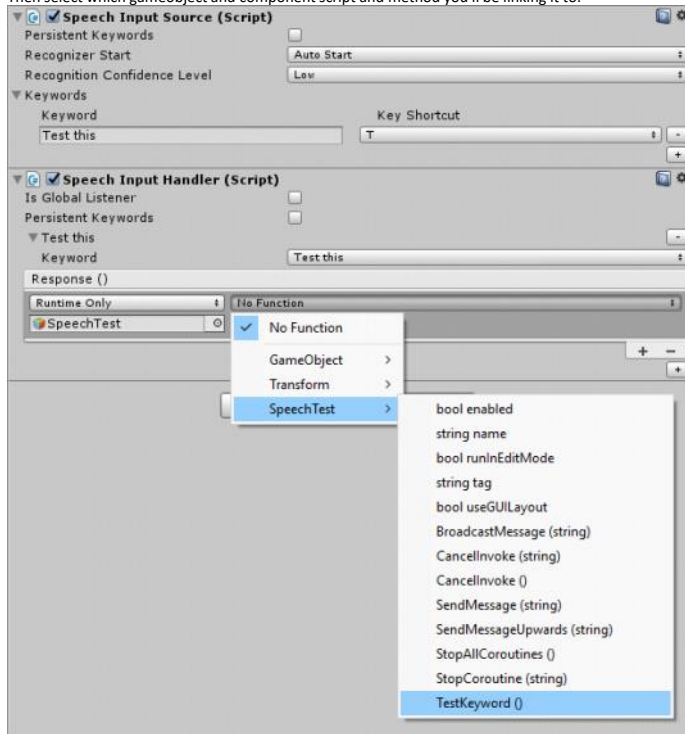 Then select which gameobject and component script and method you'll be linking it to.
Speech Input Source (Script)
Persistent Keywords
Recognizer Start Auto Start
Recognition Confidence Level Low
Keywords
Keyword Key Shortcut
Test this T -
+
Speech Input Handler (Script)
Is Global Listener
Persistent Keywords
Test this -
Keyword Test this
Response ()
Runtime Only No Function
SpeechTest No Function
+ -
GameObject >
+
Transform >
SpeechTest > bool enabled
string name
bool runInEditMode
string tag
bool useGUILayout
BroadcastMessage (string)
CancelInvoke (string)
CancelInvoke ()
SendMessage (string)
SendMessageUpwards (string)
StopAllCoroutines ()
StopCoroutine (string)
TestKeyword ()